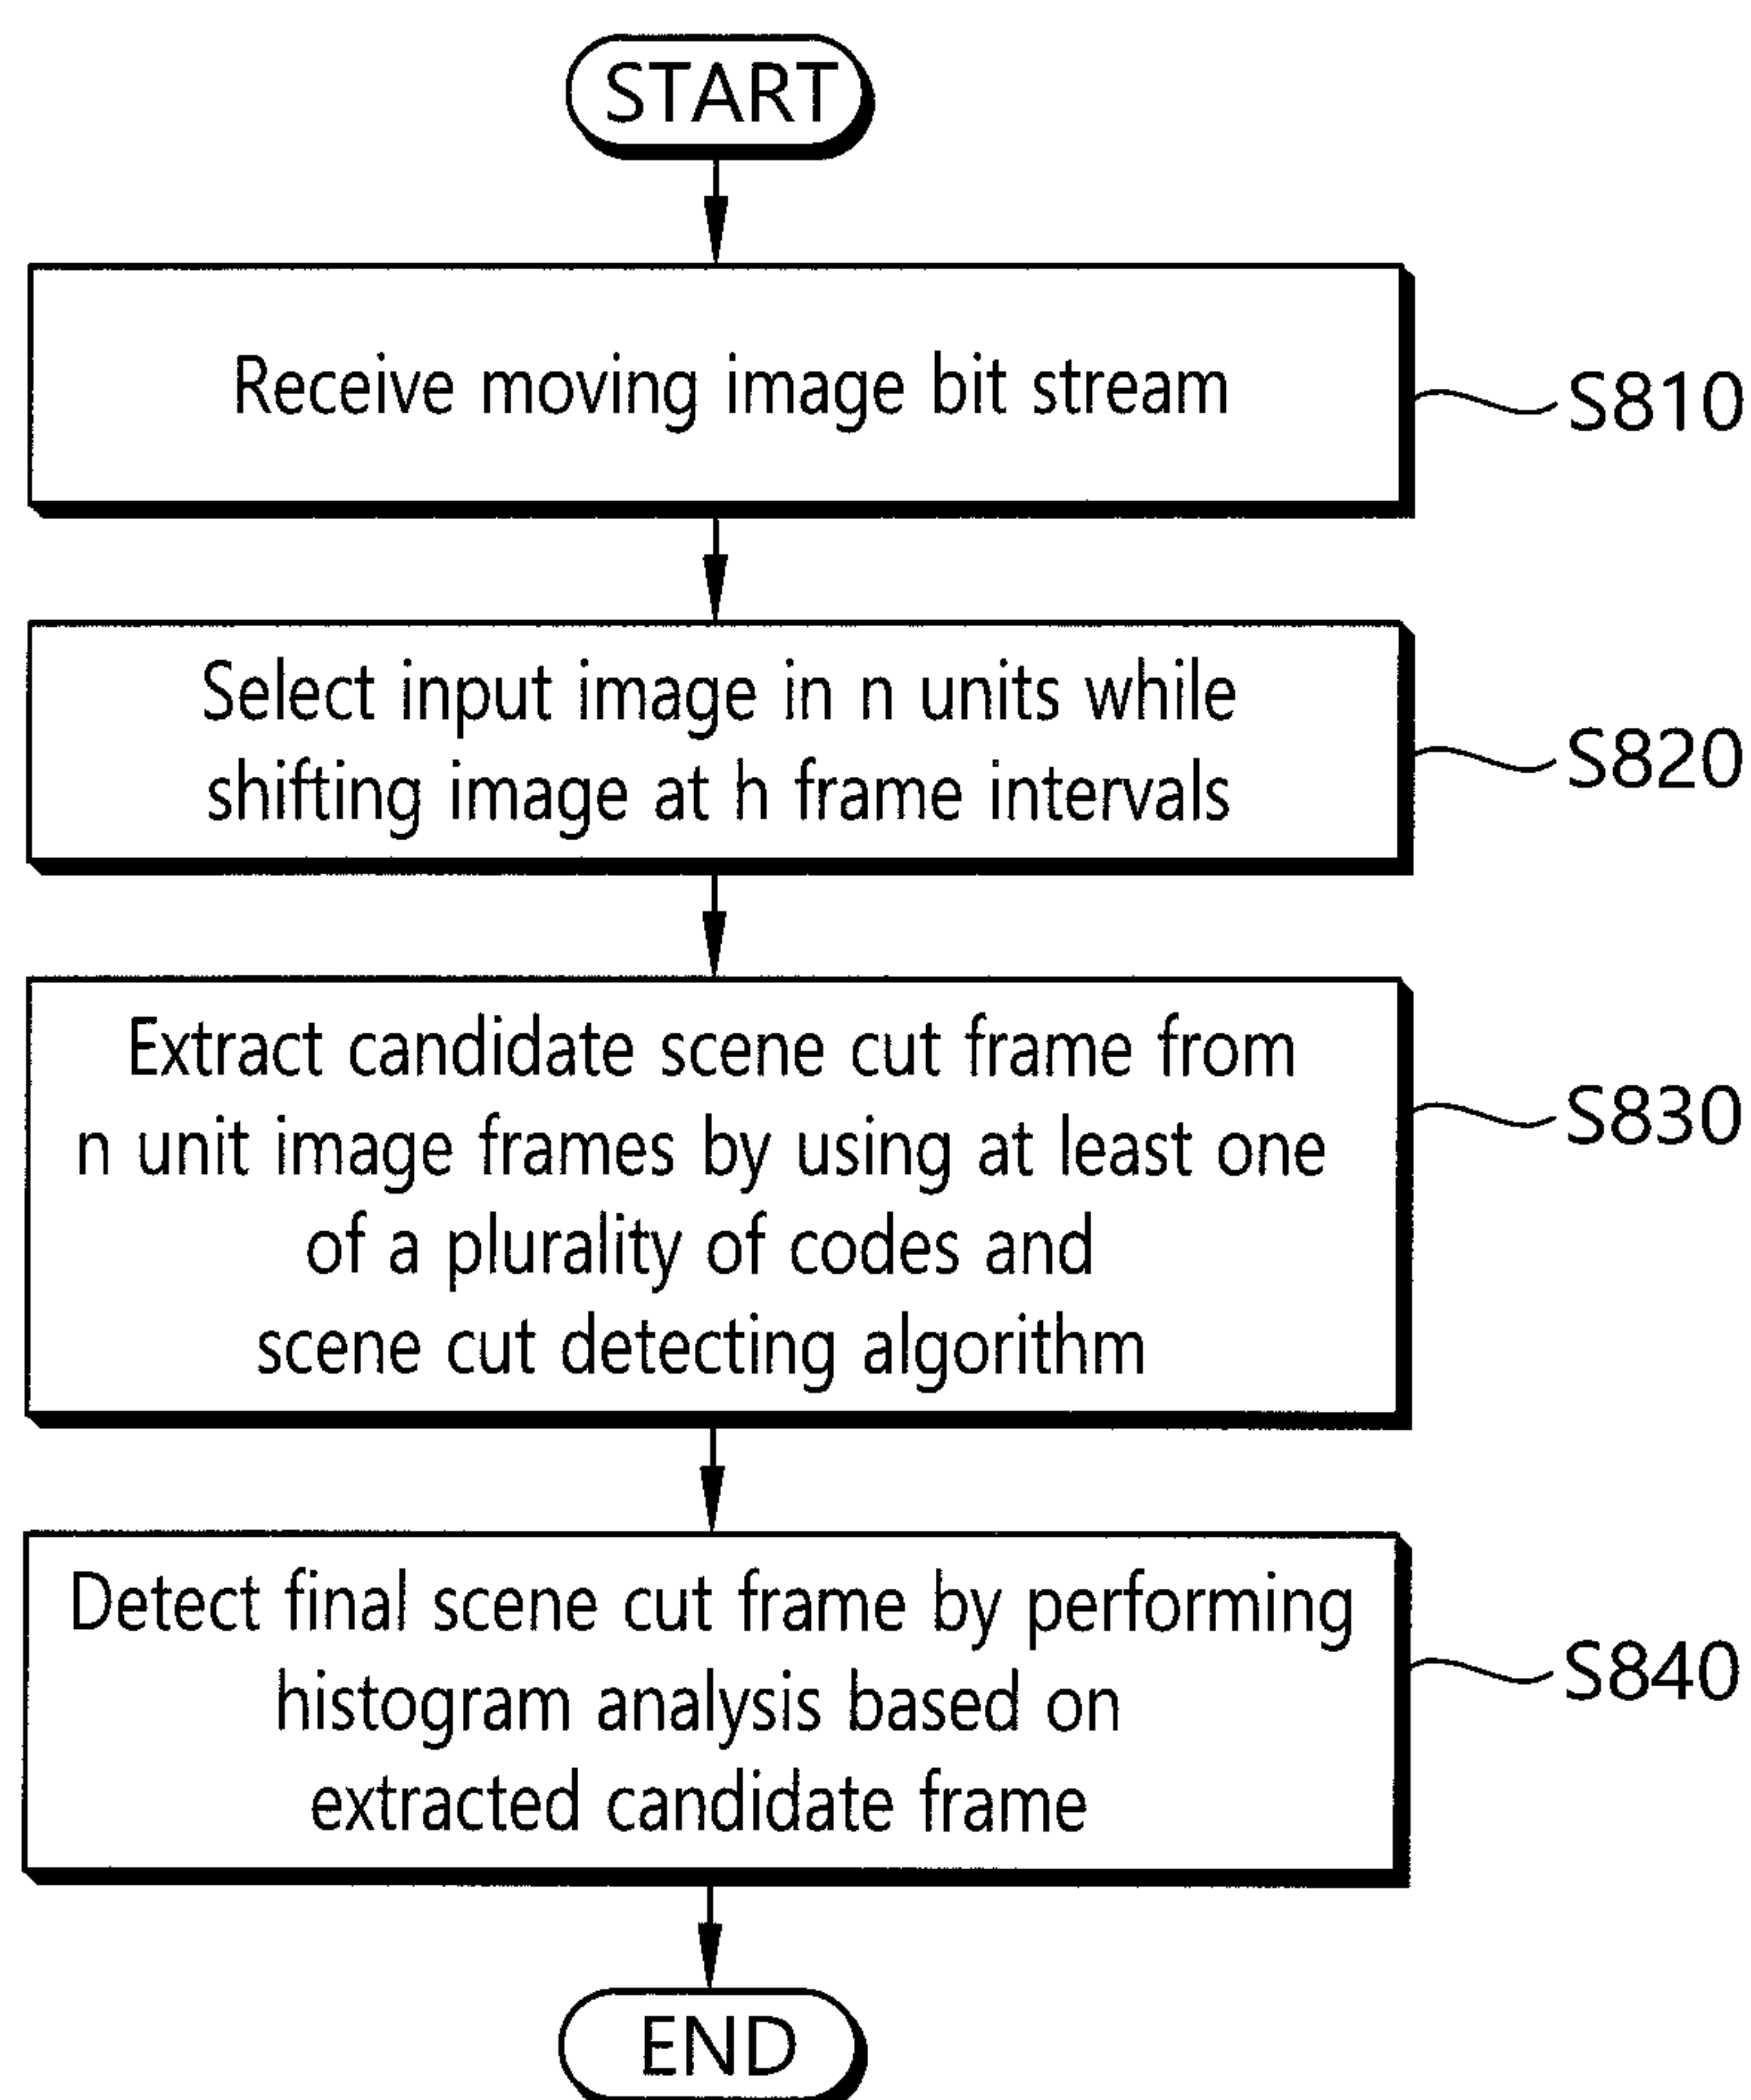 START
Receive moving image bit stream
S810
Select input image in n units while
shifting image at h frame intervals
S820
Extract candidate scene cut frame from
n unit image frames by using at least one
of a plurality of codes and
scene cut detecting algorithm
S830
Detect final scene cut frame by performing
histogram analysis based on
extracted candidate frame
S840
END